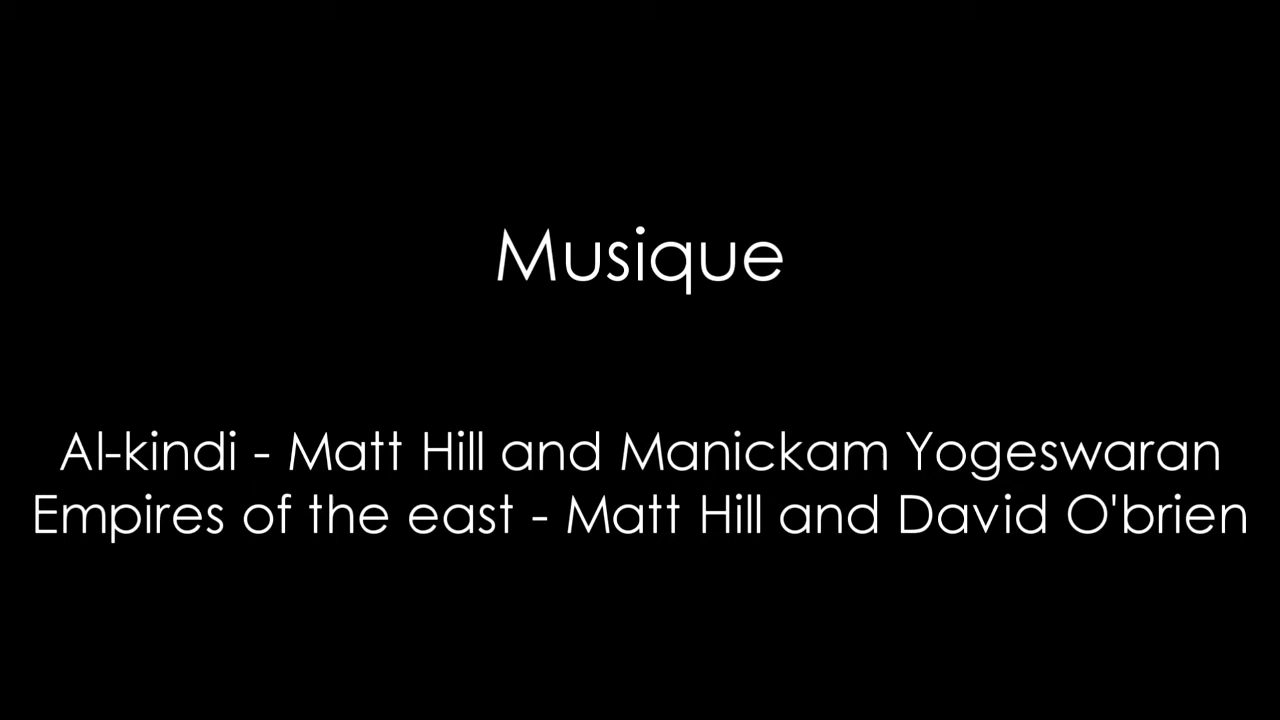 Musique
Al-kindi - Matt Hill and Manickam Yogeswaran
Empires of the east - Matt Hill and David O'brien